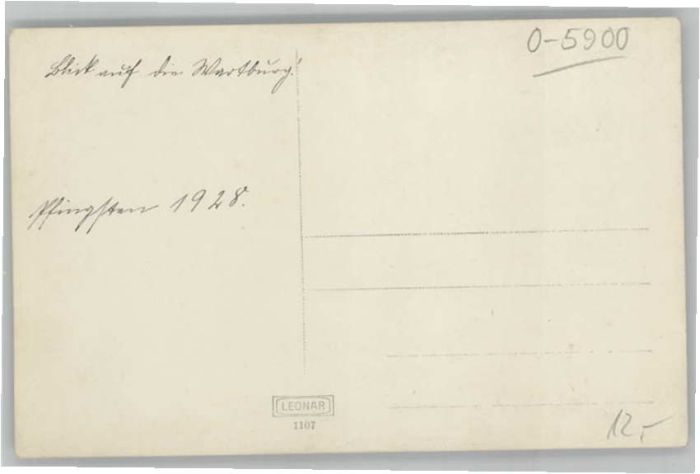 Blick auf die Wartburg!
Pfingsten 1928.
0-5900
LEONAR
1107
12,-